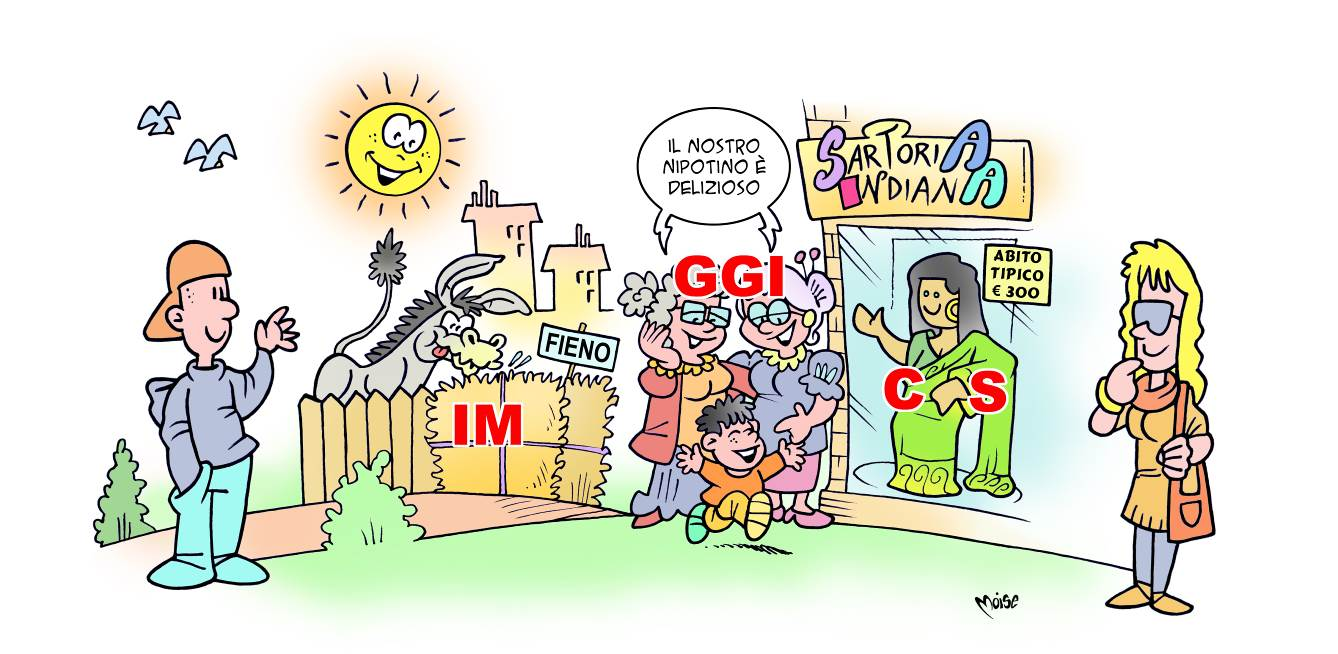 IL NOSTRO
NIPOTINO È
DELIZIOSO
SARTORIA
INDIANA
ABITO
TIPICO
€ 300
FIENO
GGI
IM
C S
Moise